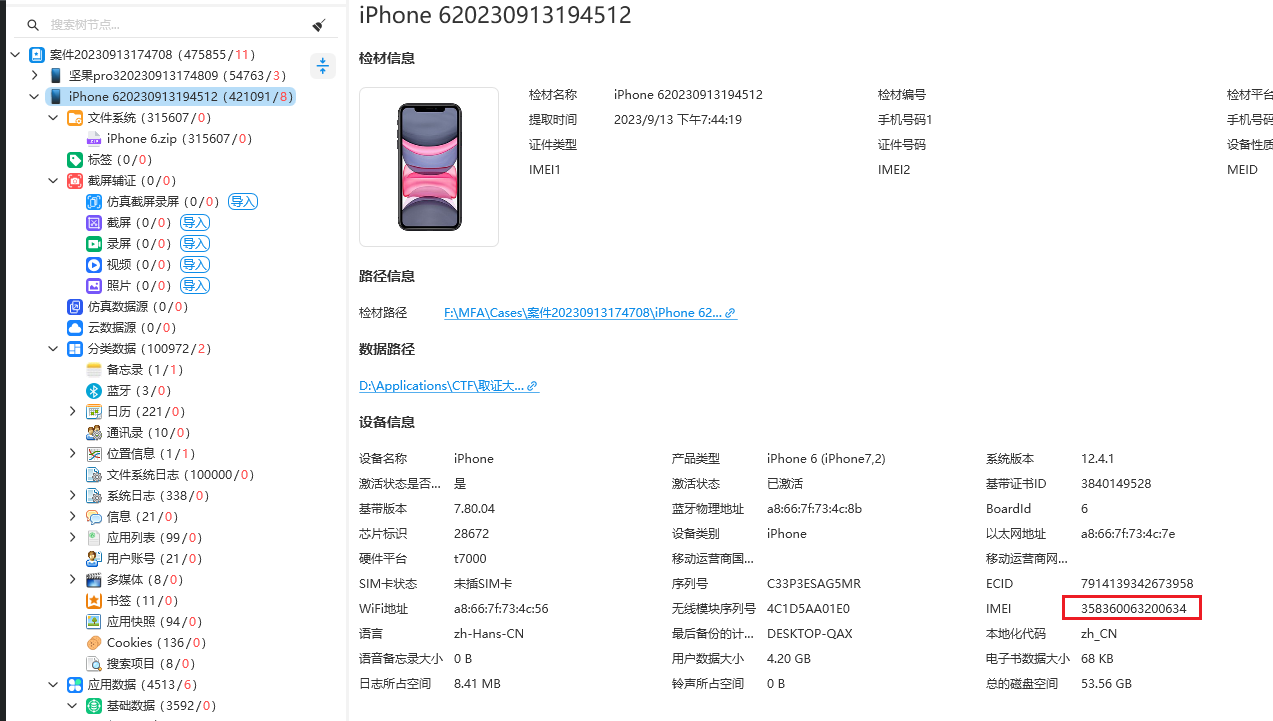 搜索树节点...
案件20230913174708 (475855/11)
坚果pro320230913174809 (54763/3)
iPhone 620230913194512 (421091/8)
文件系统 (315607/0)
iPhone 6.zip (315607/0)
标签 (0/0)
截屏辅证 (0/0)
仿真截屏录屏 (0/0) 导入
截屏 (0/0) 导入
录屏 (0/0) 导入
视频 (0/0) 导入
照片 (0/0) 导入
仿真数据源 (0/0)
云数据源 (0/0)
分类数据 (100972/2)
备忘录 (1/1)
蓝牙 (3/0)
日历 (221/0)
通讯录 (10/0)
位置信息 (1/1)
文件系统日志 (100000/0)
系统日志 (338/0)
信息 (21/0)
应用列表 (99/0)
用户账号 (21/0)
多媒体 (8/0)
书签 (11/0)
应用快照 (94/0)
Cookies (136/0)
搜索项目 (8/0)
应用数据 (4513/6)
基础数据 (3592/0)
iPhone 620230913194512
检材信息
检材名称 iPhone 620230913194512 检材编号 检材平台
提取时间 2023/9/13 下午7:44:19 手机号码1 手机号码
证件类型 证件号码 设备性质
IMEI1 IMEI2 MEID
路径信息
检材路径 F:\MFA\Cases\案件20230913174708\iPhone 62...
数据路径
D:\Applications\CTF\取证大...
设备信息
设备名称 iPhone 产品类型 iPhone 6 (iPhone7,2) 系统版本 12.4.1
激活状态是否... 是 激活状态 已激活 基带证书ID 3840149528
基带版本 7.80.04 蓝牙物理地址 a8:66:7f:73:4c:8b BoardId 6
芯片标识 28672 设备类别 iPhone 以太网地址 a8:66:7f:73:4c:7e
硬件平台 t7000 移动运营商国... 移动运营商网...
SIM卡状态 未插SIM卡 序列号 C33P3ESAG5MR ECID 7914139342673958
WiFi地址 a8:66:7f:73:4c:56 无线模块序列号 4C1D5AA01E0 IMEI 358360063200634
语言 zh-Hans-CN 最后备份的计... DESKTOP-QAX 本地化代码 zh_CN
语音备忘录大小 0 B 用户数据大小 4.20 GB 电子书数据大小 68 KB
日志所占空间 8.41 MB 铃声所占空间 0 B 总的磁盘空间 53.56 GB